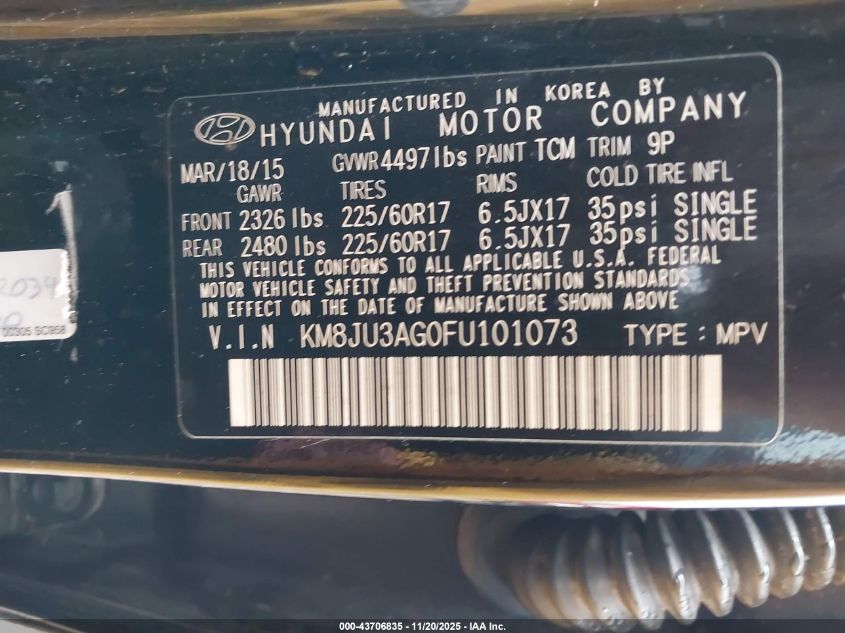 MANUFACTURED IN KOREA BY
HYUNDAI MOTOR COMPANY
MAR/18/15 GVWR 4497lbs PAINT TCM TRIM 9P
GAWR TIRES RIMS COLD TIRE INFL
FRONT 2326 lbs 225/60R17 6.5JX17 35psi SINGLE
REAR 2480 lbs 225/60R17 6.5JX17 35psi SINGLE
THIS VEHICLE CONFORMS TO ALL APPLICABLE U.S.A. FEDERAL
MOTOR VEHICLE SAFETY AND THEFT PREVENTION STANDARDS
IN EFFECT ON THE DATE OF MANUFACTURE SHOWN ABOVE
V.I.N KM8JU3AG0FU101073 TYPE : MPV
000-43706835 - 11/20/2025 - IAA Inc.